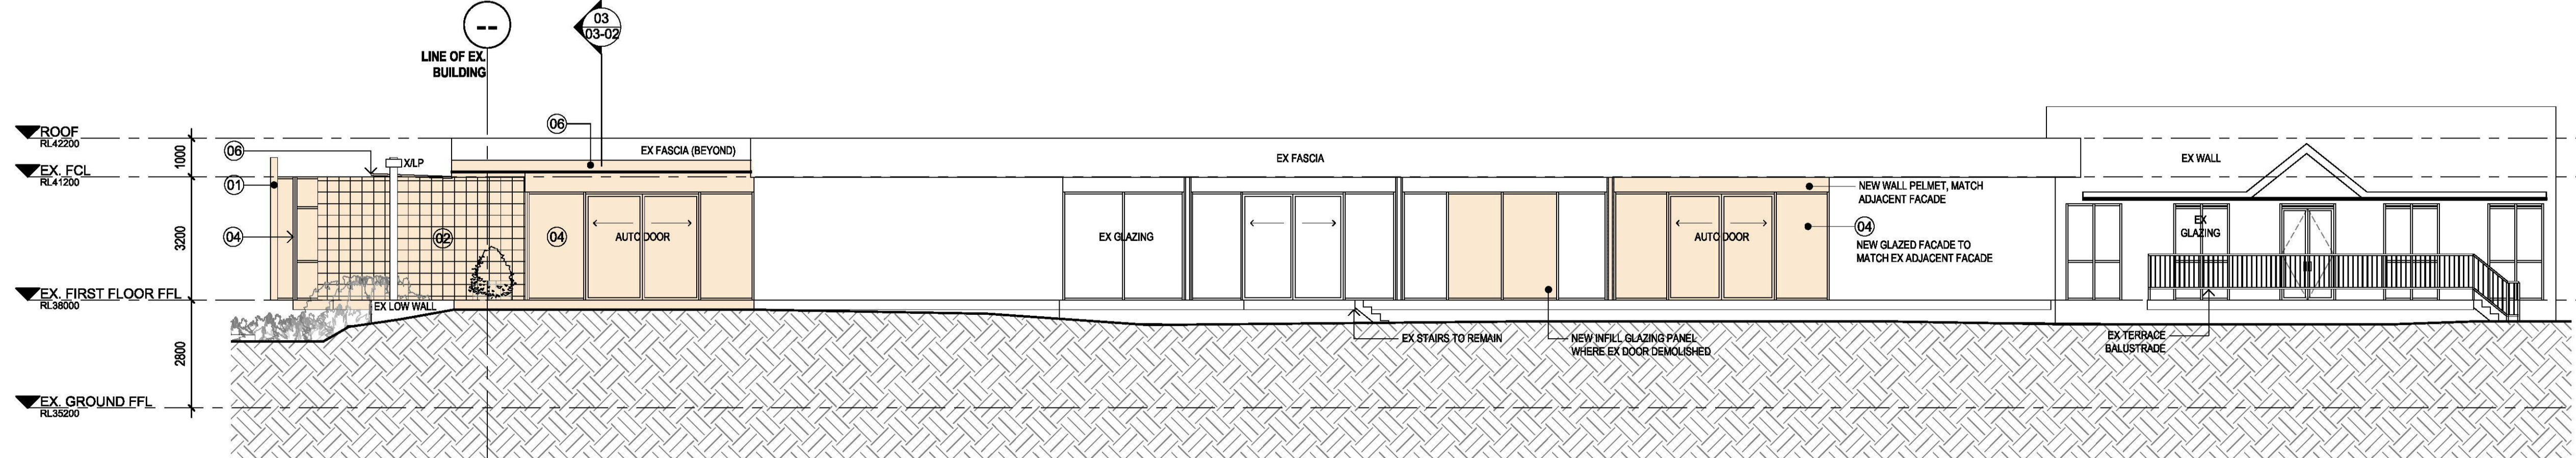 --
03
03-02
LINE OF EX.
BUILDING
ROOF
RL42200
1000
06
06
X/LP
EX FASCIA (BEYOND)
EX FASCIA
EX WALL
EX. FCL
RL41200
01
NEW WALL PELMET, MATCH
ADJACENT FACADE
3200
04
02
04
AUTO DOOR
EX GLAZING
AUTO DOOR
04
NEW GLAZED FACADE TO
MATCH EX ADJACENT FACADE
EX
GLAZING
EX. FIRST FLOOR FFL
RL38000
EX LOW WALL
2800
EX STAIRS TO REMAIN
NEW INFILL GLAZING PANEL
WHERE EX DOOR DEMOLISHED
EX TERRACE
BALUSTRADE
EX. GROUND FFL
RL35200